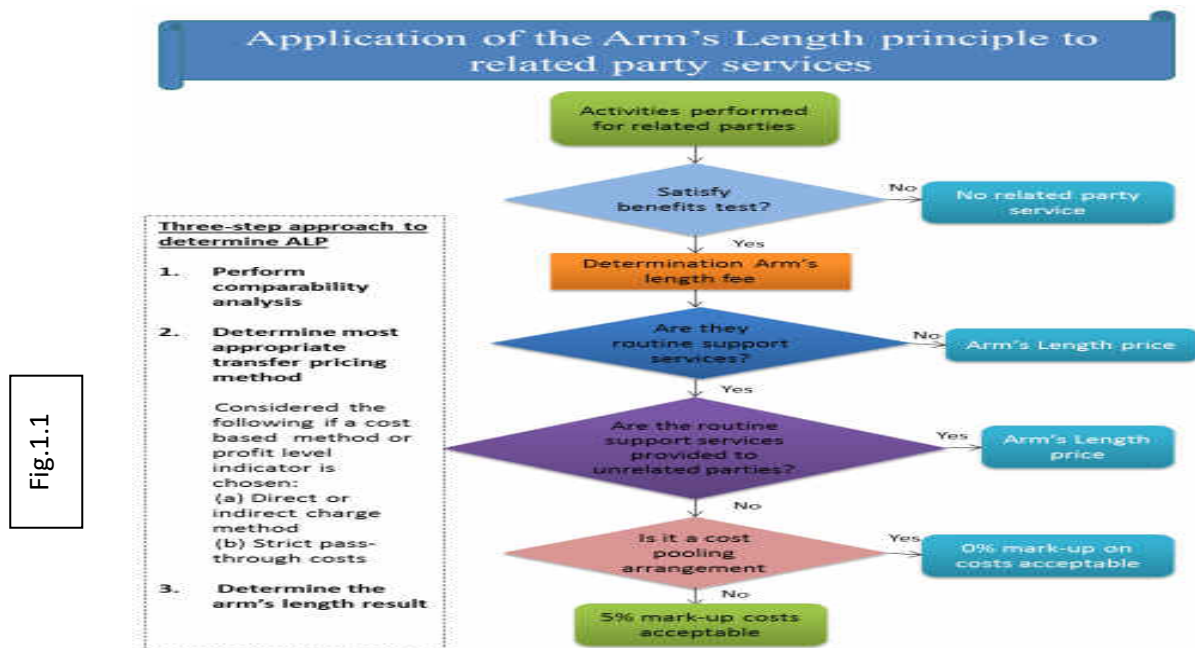 Application of the Arm's Length principle to
related party services
Activities performed
for related parties
Satisfy
benefits test?
No
No related party
service
Yes
Determination Arm's
length fee
Are they
routine support
services?
No
Arm's Length price
Yes
Are the routine
support services
provided to
unrelated parties?
Yes
Arm's Length
price
No
Is it a cost
pooling
arrangement
Yes
0% mark-up on
costs acceptable
No
5% mark-up costs
acceptable
Three-step approach to
determine ALP
1. Perform
comparability
analysis
2. Determine most
appropriate
transfer pricing
method
Considered the
following if a cost
based method or
profit level
indicator is
chosen:
(a) Direct or
indirect charge
method
(b) Strict pass-
through costs
3. Determine the
arm's length result
Fig.1.1